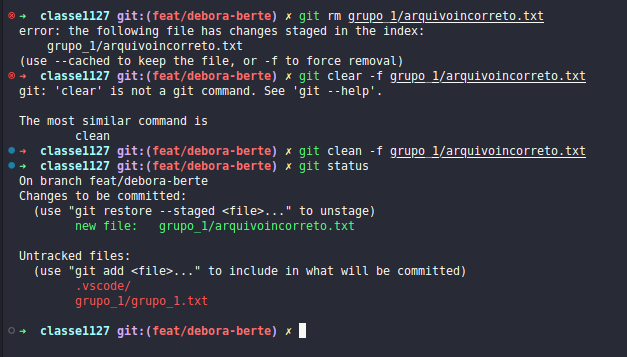 ➜  classe1127 git:(feat/debora-berte) ✗ git rm grupo_1/arquivoincorreto.txt
error: the following file has changes staged in the index:
    grupo_1/arquivoincorreto.txt
(use --cached to keep the file, or -f to force removal)
➜  classe1127 git:(feat/debora-berte) ✗ git clear -f grupo_1/arquivoincorreto.txt
git: 'clear' is not a git command. See 'git --help'.

The most similar command is
        clean
➜  classe1127 git:(feat/debora-berte) ✗ git clean -f grupo_1/arquivoincorreto.txt
➜  classe1127 git:(feat/debora-berte) ✗ git status
On branch feat/debora-berte
Changes to be committed:
  (use "git restore --staged <file>..." to unstage)
        new file:   grupo_1/arquivoincorreto.txt

Untracked files:
  (use "git add <file>..." to include in what will be committed)
        .vscode/
        grupo_1/grupo_1.txt

➜  classe1127 git:(feat/debora-berte) ✗